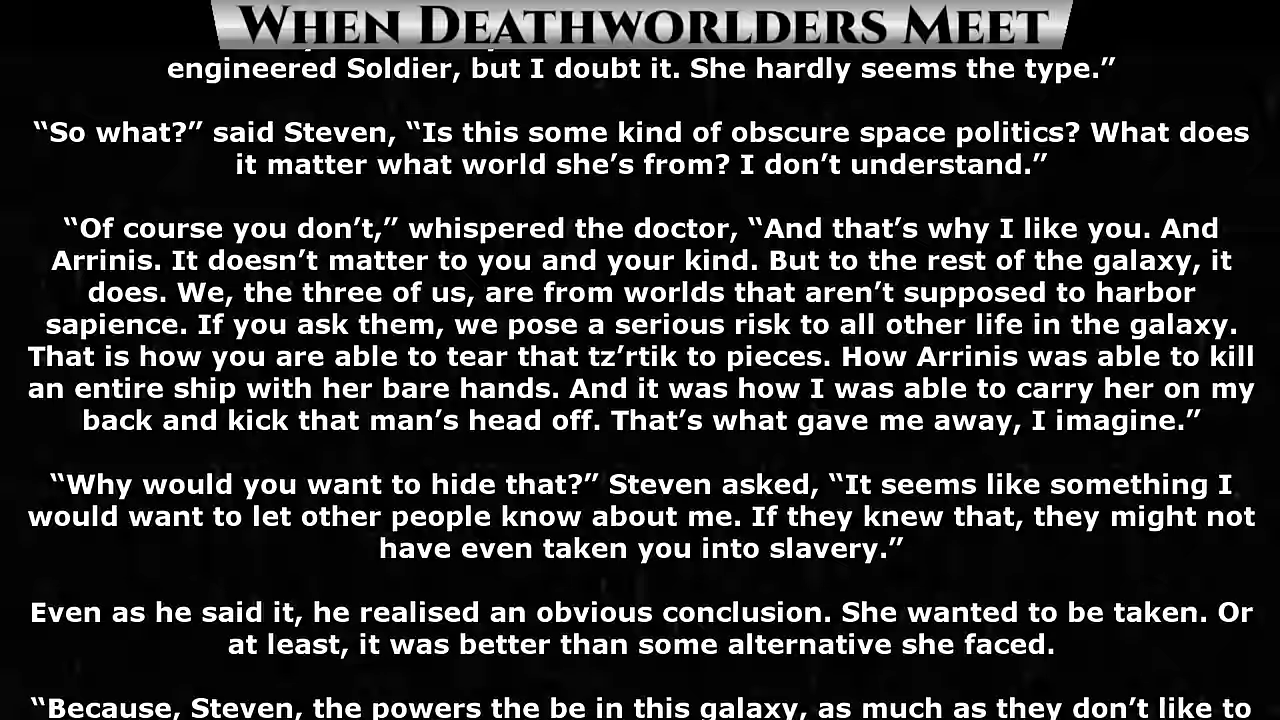 When Deathworlders Meet
engineered Soldier, but I doubt it. She hardly seems the type.”
“So what?” said Steven, “Is this some kind of obscure space politics? What does
it matter what world she’s from? I don’t understand.”
“Of course you don’t,” whispered the doctor, “And that’s why I like you. And
Arrinis. It doesn’t matter to you and your kind. But to the rest of the galaxy, it
does. We, the three of us, are from worlds that aren’t supposed to harbor
sapience. If you ask them, we pose a serious risk to all other life in the galaxy.
That is how you are able to tear that tz’rtik to pieces. How Arrinis was able to kill
an entire ship with her bare hands. And it was how I was able to carry her on my
back and kick that man’s head off. That’s what gave me away, I imagine.”
“Why would you want to hide that?” Steven asked, “It seems like something I
would want to let other people know about me. If they knew that, they might not
have even taken you into slavery.”
Even as he said it, he realised an obvious conclusion. She wanted to be taken. Or
at least, it was better than some alternative she faced.
“Because, Steven, the powers the be in this galaxy, as much as they don’t like to